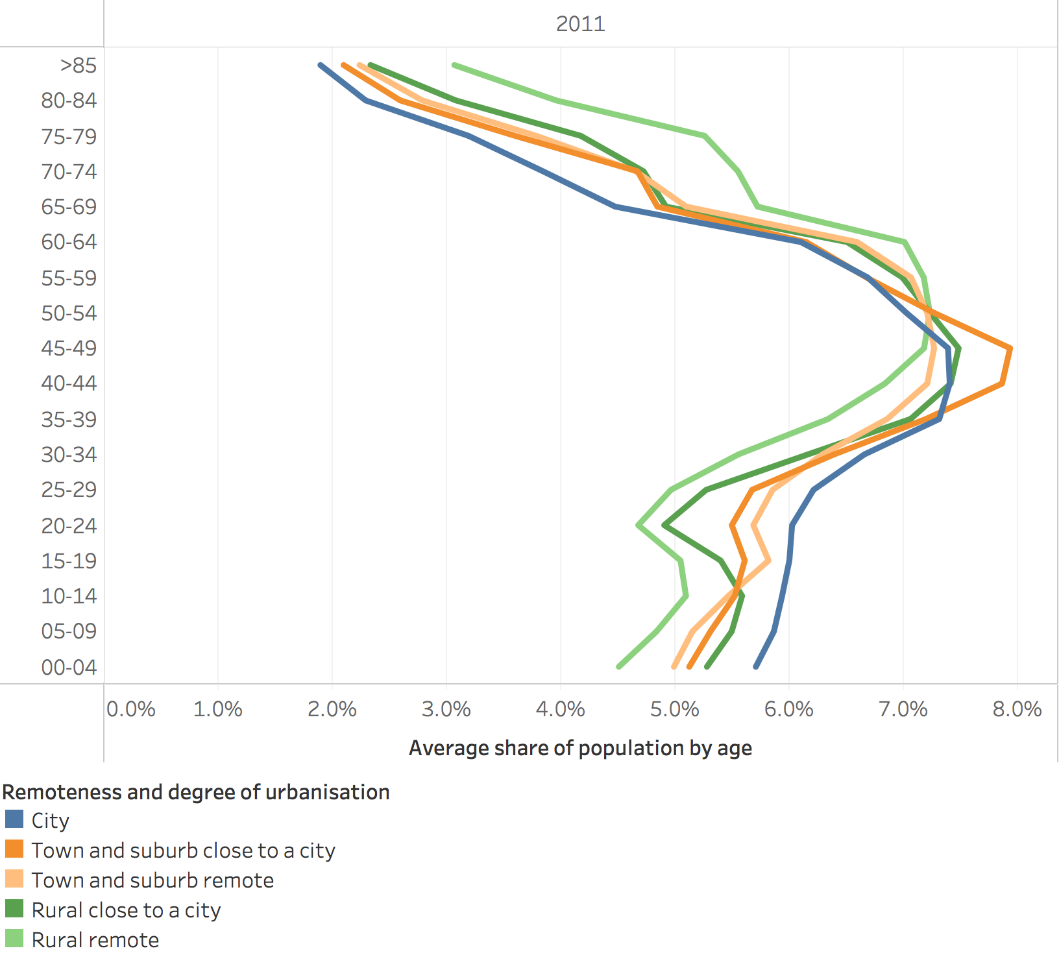 2011
>85
80-84
75-79
70-74
65-69
60-64
55-59
50-54
45-49
40-44
35-39
30-34
25-29
20-24
15-19
10-14
05-09
00-04
0.0% 1.0% 2.0% 3.0% 4.0% 5.0% 6.0% 7.0% 8.0%
Average share of population by age
Remoteness and degree of urbanisation
City
Town and suburb close to a city
Town and suburb remote
Rural close to a city
Rural remote